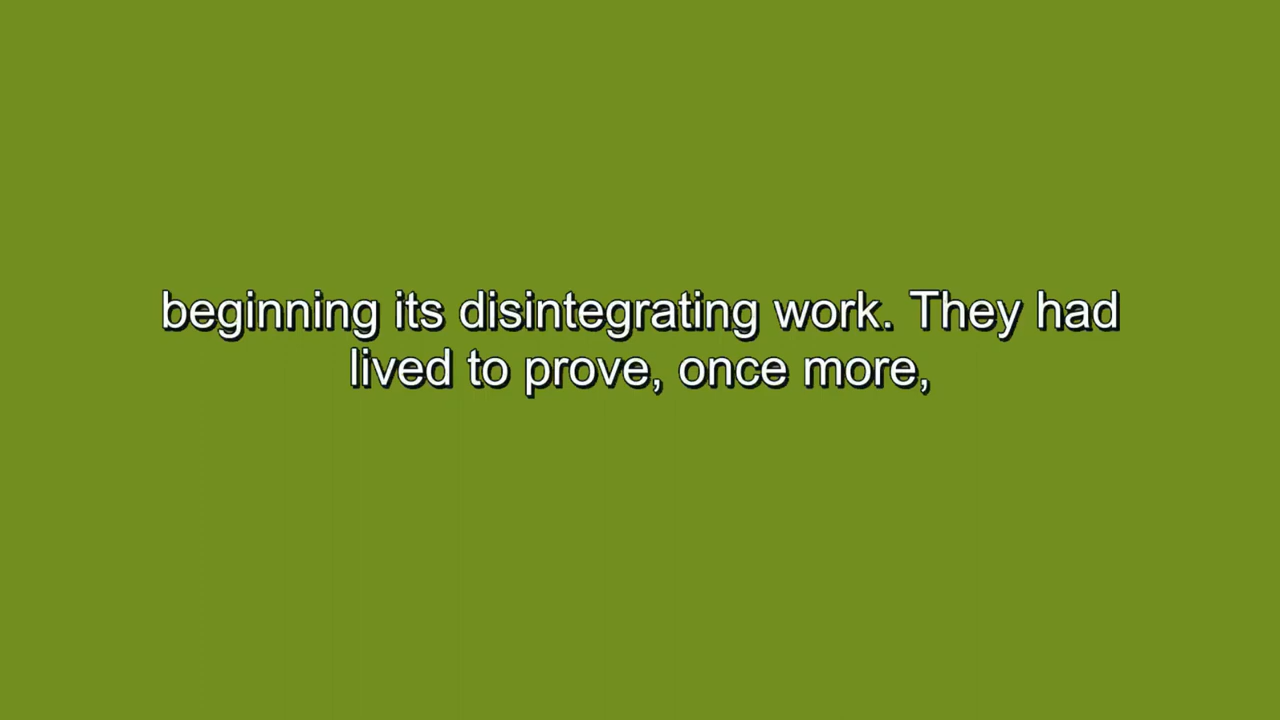 beginning its disintegrating work. They had
lived to prove, once more,